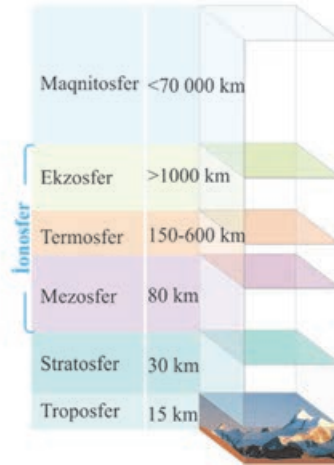 Maqnitosfer <70 000 km
Ekzosfer >1000 km
İonosfer
Termosfer 150-600 km
Mezosfer 80 km
Stratosfer 30 km
Troposfer 15 km